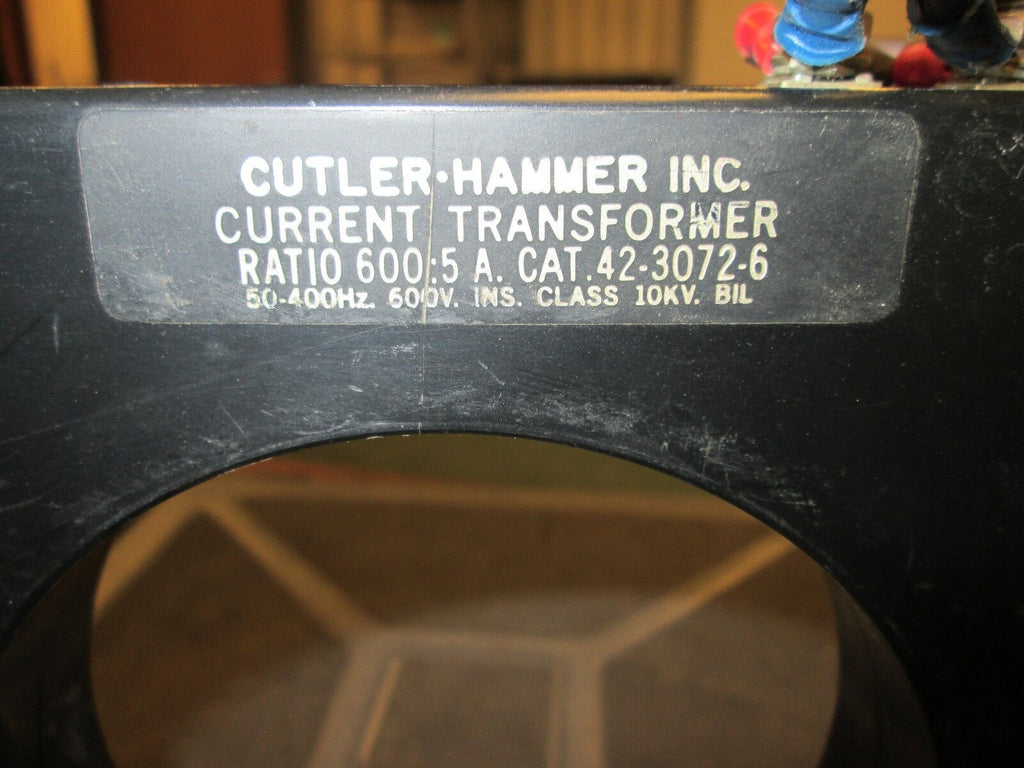 CUTLER·HAMMER INC.
CURRENT TRANSFORMER
RATIO 600:5 A. CAT.42-3072-6
50-400Hz. 600V. INS. CLASS 10KV. BIL